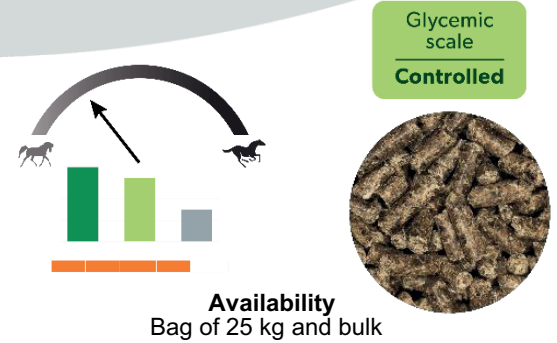 Glycemic
scale
Controlled
Availability
Bag of 25 kg and bulk